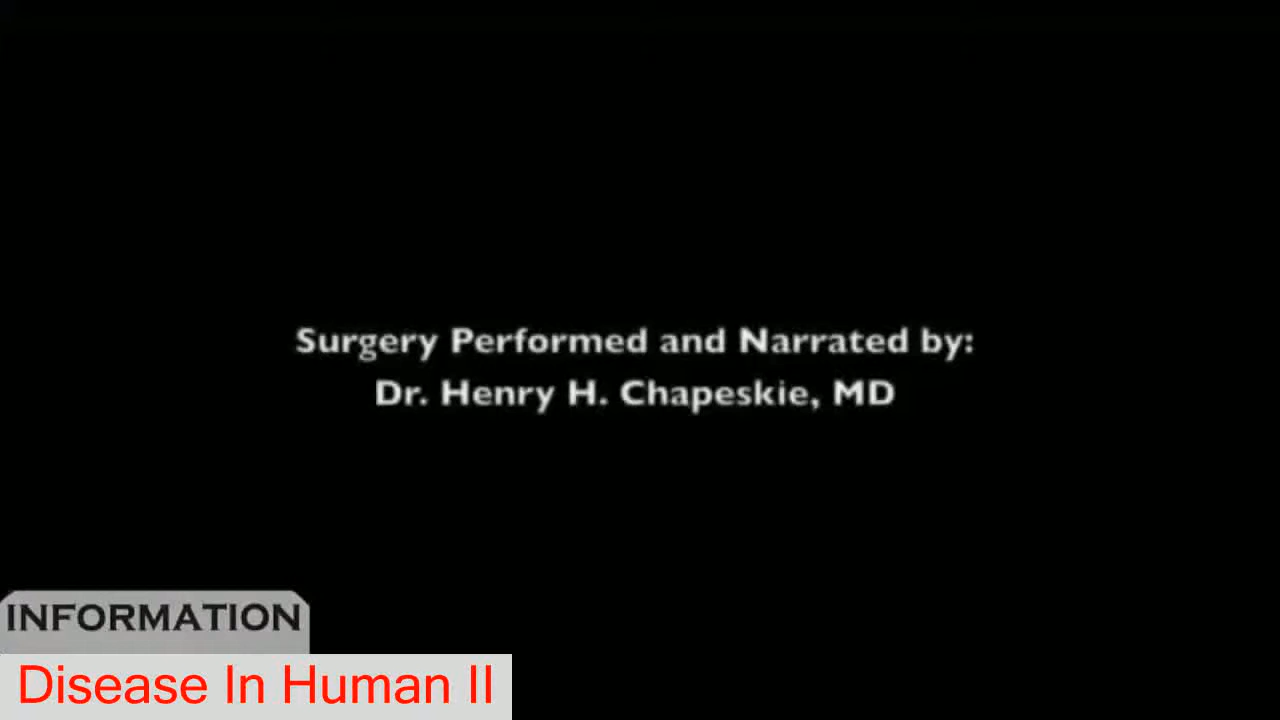 Surgery Performed and Narrated by:
Dr. Henry H. Chapeskie, MD
INFORMATION
Disease In Human II